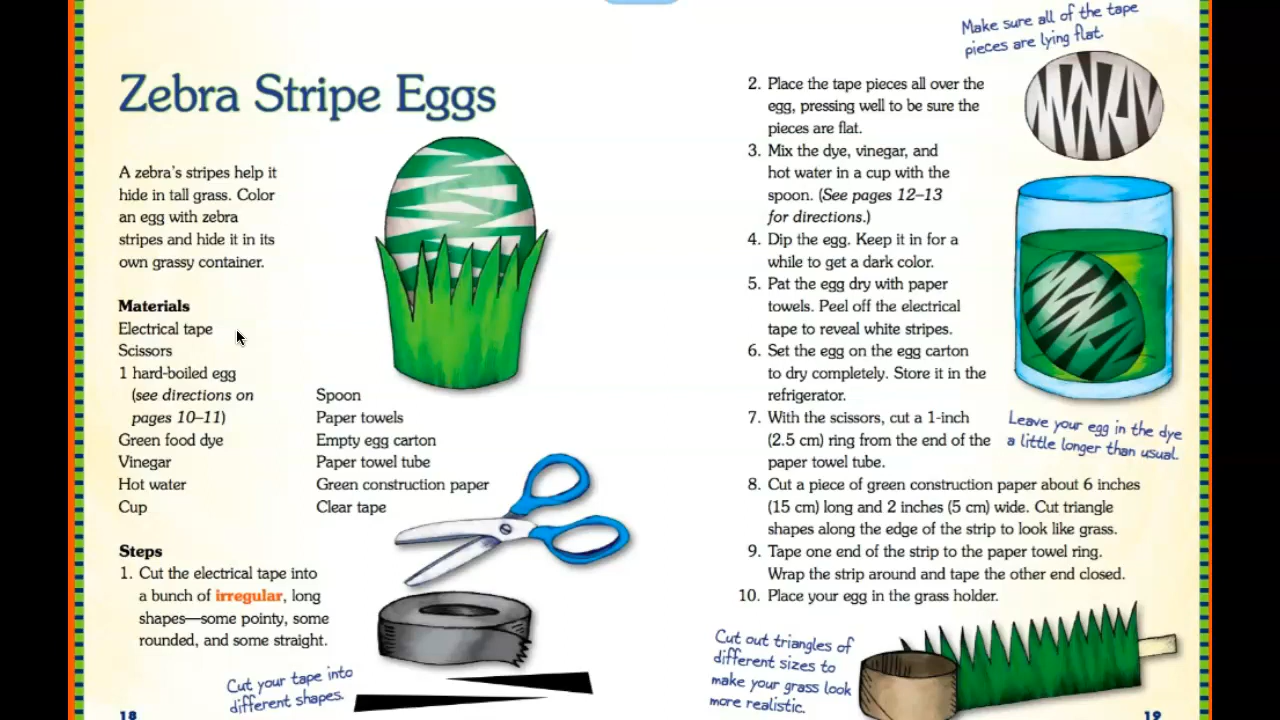 Zebra Stripe Eggs
A zebra's stripes help it
hide in tall grass. Color
an egg with zebra
stripes and hide it in its
own grassy container.
Materials
Electrical tape
Scissors
1 hard-boiled egg
(see directions on
pages 10–11)
Green food dye
Vinegar
Hot water
Cup
Spoon
Paper towels
Empty egg carton
Paper towel tube
Green construction paper
Clear tape
Steps
1. Cut the electrical tape into
a bunch of irregular, long
shapes—some pointy, some
rounded, and some straight.
Cut your tape into
different shapes.
18
Make sure all of the tape
pieces are lying flat.
2. Place the tape pieces all over the
egg, pressing well to be sure the
pieces are flat.
3. Mix the dye, vinegar, and
hot water in a cup with the
spoon. (See pages 12–13
for directions.)
4. Dip the egg. Keep it in for a
while to get a dark color.
5. Pat the egg dry with paper
towels. Peel off the electrical
tape to reveal white stripes.
6. Set the egg on the egg carton
to dry completely. Store it in the
refrigerator.
Leave your egg in the dye
a little longer than usual.
7. With the scissors, cut a 1-inch
(2.5 cm) ring from the end of the
paper towel tube.
8. Cut a piece of green construction paper about 6 inches
(15 cm) long and 2 inches (5 cm) wide. Cut triangle
shapes along the edge of the strip to look like grass.
9. Tape one end of the strip to the paper towel ring.
Wrap the strip around and tape the other end closed.
10. Place your egg in the grass holder.
Cut out triangles of
different sizes to
make your grass look
more realistic.
19